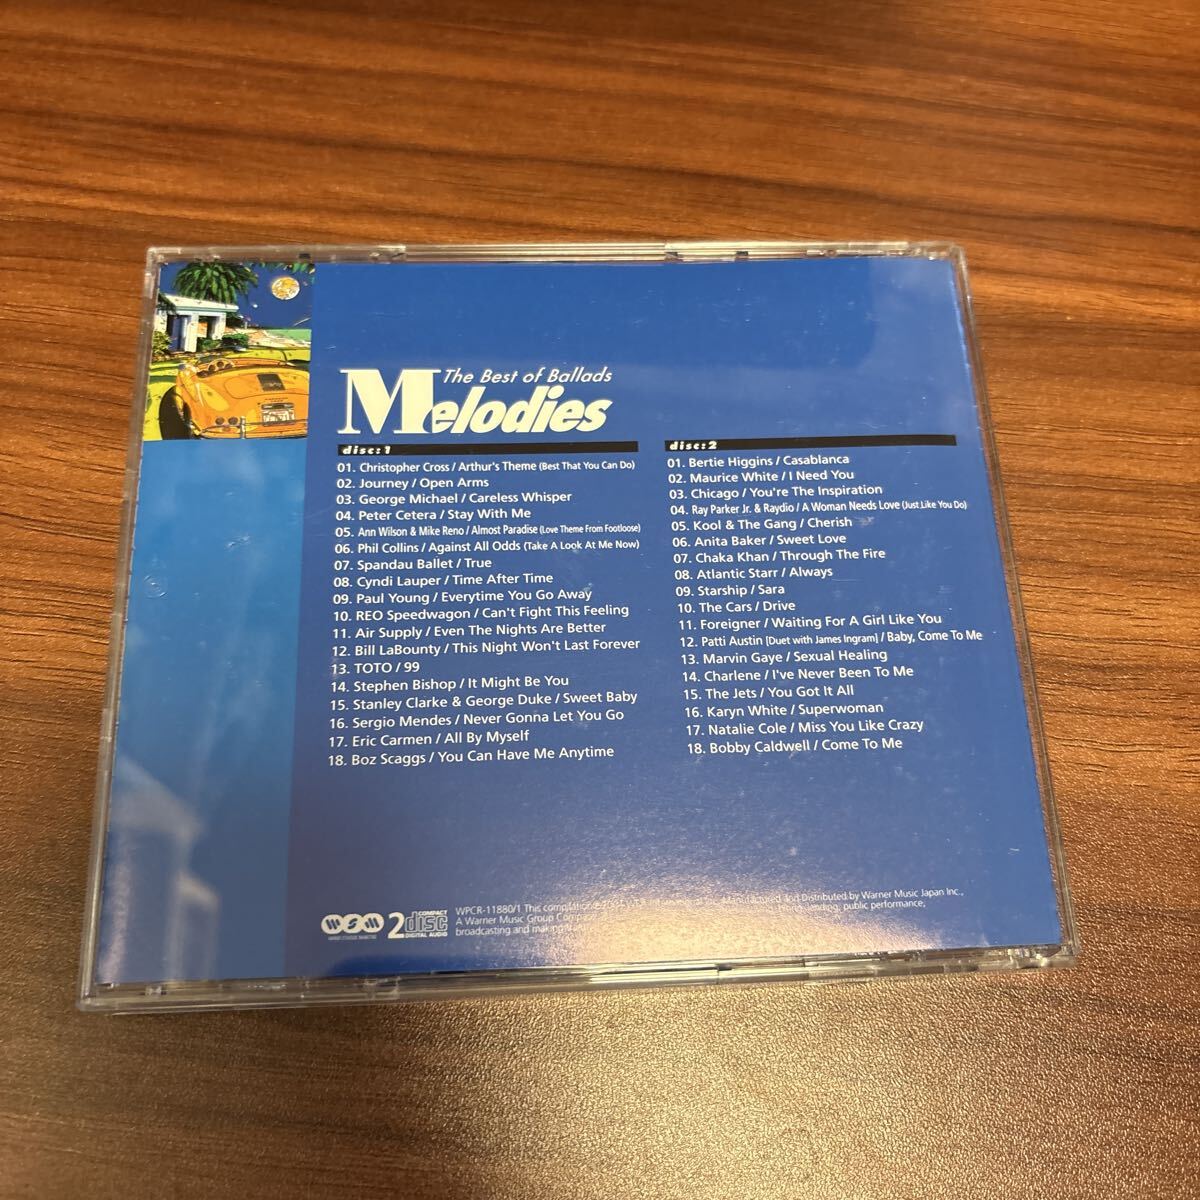 The Best of Ballads
Melodies
disc:1
01. Christopher Cross / Arthur's Theme (Best That You Can Do)
02. Journey / Open Arms
03. George Michael / Careless Whisper
04. Peter Cetera / Stay With Me
05. Ann Wilson & Mike Reno / Almost Paradise (Love Theme From Footloose)
06. Phil Collins / Against All Odds (Take A Look At Me Now)
07. Spandau Ballet / True
08. Cyndi Lauper / Time After Time
09. Paul Young / Everytime You Go Away
10. REO Speedwagon / Can't Fight This Feeling
11. Air Supply / Even The Nights Are Better
12. Bill LaBounty / This Night Won't Last Forever
13. TOTO / 99
14. Stephen Bishop / It Might Be You
15. Stanley Clarke & George Duke / Sweet Baby
16. Sergio Mendes / Never Gonna Let You Go
17. Eric Carmen / All By Myself
18. Boz Scaggs / You Can Have Me Anytime
disc:2
01. Bertie Higgins / Casablanca
02. Maurice White / I Need You
03. Chicago / You're The Inspiration
04. Ray Parker Jr. & Raydio / A Woman Needs Love (Just Like You Do)
05. Kool & The Gang / Cherish
06. Anita Baker / Sweet Love
07. Chaka Khan / Through The Fire
08. Atlantic Starr / Always
09. Starship / Sara
10. The Cars / Drive
11. Foreigner / Waiting For A Girl Like You
12. Patti Austin [Duet with James Ingram] / Baby, Come To Me
13. Marvin Gaye / Sexual Healing
14. Charlene / I've Never Been To Me
15. The Jets / You Got It All
16. Karyn White / Superwoman
17. Natalie Cole / Miss You Like Crazy
18. Bobby Caldwell / Come To Me
2 COMPACT disc DIGITAL AUDIO
WPCR-11880/1 This compilation Manufactured and Distributed by Warner Music Japan Inc.,
A Warner Music Group lending, public performance,
broadcasting and making